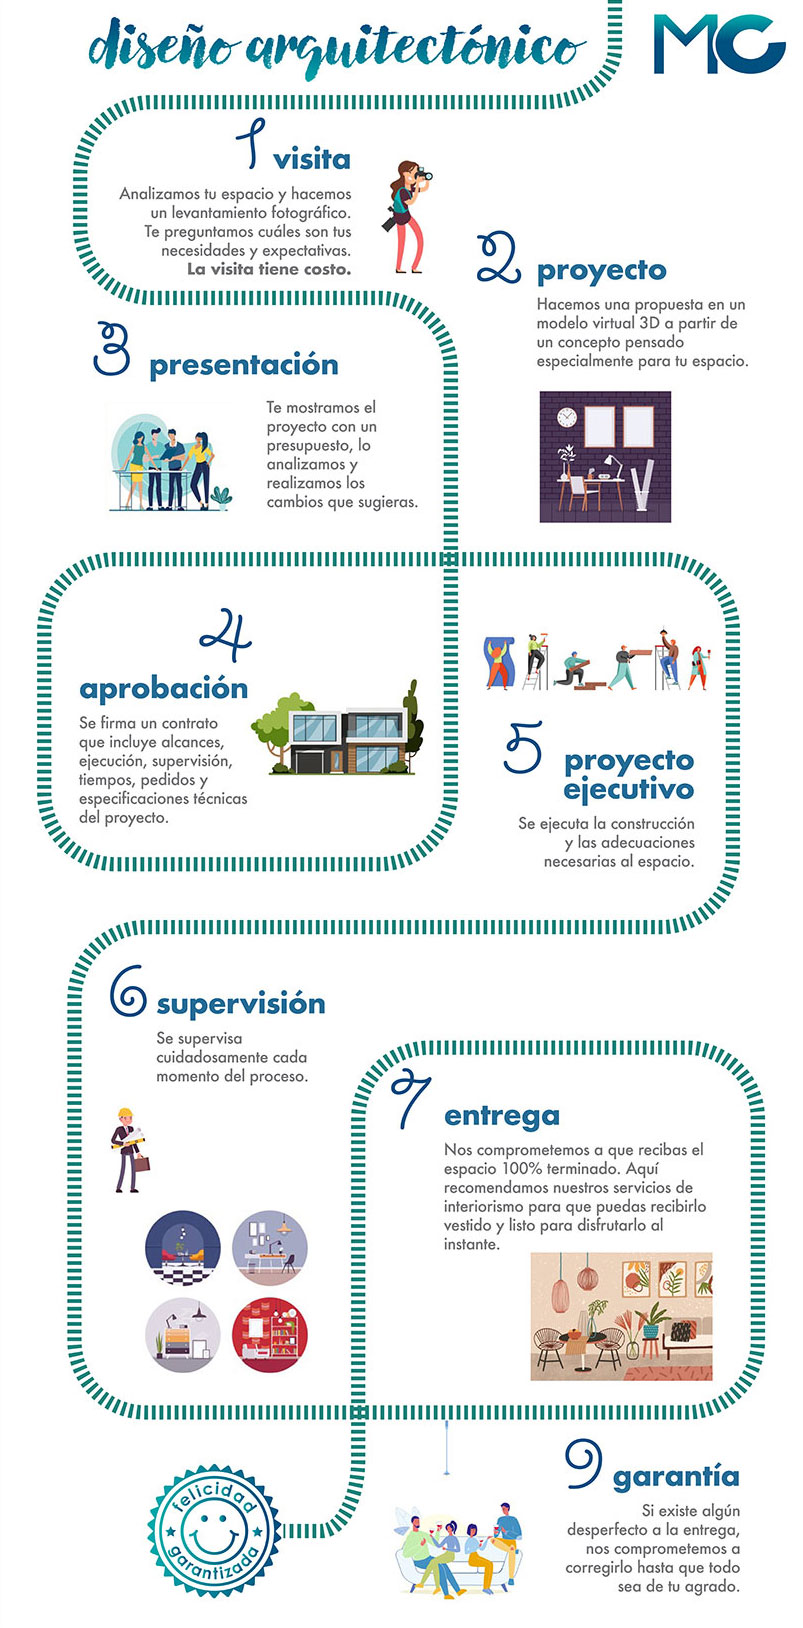 diseño arquitectónico
MC
1 visita
Analizamos tu espacio y hacemos
un levantamiento fotográfico.
Te preguntamos cuáles son tus
necesidades y expectativas.
La visita tiene costo.
2 proyecto
Hacemos una propuesta en un
modelo virtual 3D a partir de
un concepto pensado
especialmente para tu espacio.
3 presentación
Te mostramos el
proyecto con un
presupuesto, lo
analizamos y
realizamos los
cambios que sugieras.
4
aprobación
Se firma un contrato
que incluye alcances,
ejecución, supervisión,
tiempos, pedidos y
especificaciones técnicas
del proyecto.
5 proyecto
ejecutivo
Se ejecuta la construcción
y las adecuaciones
necesarias al espacio.
6 supervisión
Se supervisa
cuidadosamente cada
momento del proceso.
7 entrega
Nos comprometemos a que recibas el
espacio 100% terminado. Aquí
recomendamos nuestros servicios de
interiorismo para que puedas recibirlo
vestido y listo para disfrutarlo al
instante.
9 garantía
Si existe algún
desperfecto a la entrega,
nos comprometemos a
corregirlo hasta que todo
sea de tu agrado.
felicidad
garantizada